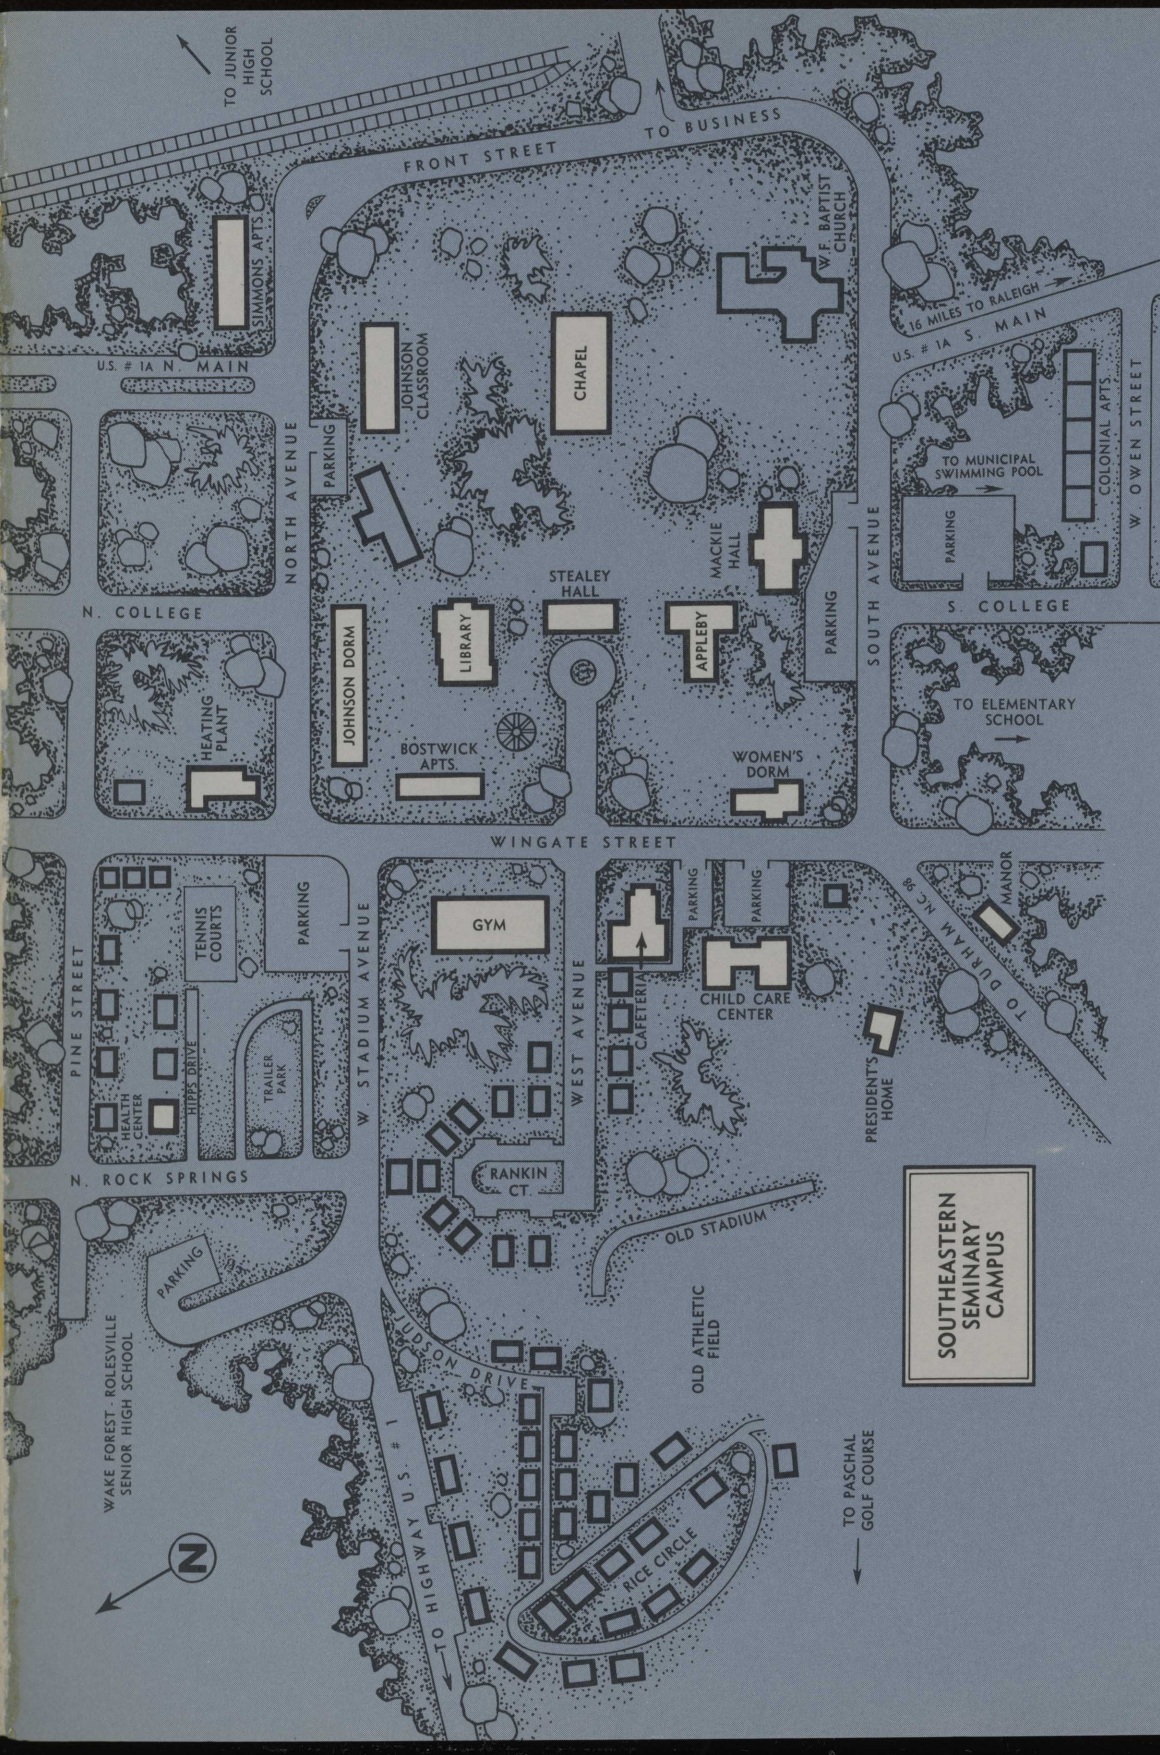 TO JUNIOR
HIGH
SCHOOL
FRONT STREET
TO BUSINESS
SIMMONS APTS.
W. F. BAPTIST
CHURCH
16 MILES TO RALEIGH
U.S. # 1A S. MAIN
U.S. # 1A N. MAIN
JOHNSON
CLASSROOM
CHAPEL
NORTH AVENUE
PARKING
COLONIAL APTS.
W. OWEN STREET
TO MUNICIPAL
SWIMMING POOL
PARKING
MACKIE
HALL
SOUTH AVENUE
STEALEY
HALL
N. COLLEGE
S. COLLEGE
JOHNSON DORM
LIBRARY
APPLEBY
PARKING
HEATING
PLANT
BOSTWICK
APTS.
WOMEN'S
DORM
TO ELEMENTARY
SCHOOL
WINGATE STREET
PINE STREET
TENNIS
COURTS
PARKING
W. STADIUM AVENUE
GYM
WEST AVENUE
CAFETERIA
PARKING
PARKING
CHILD CARE
CENTER
MANOR
TO DURHAM NC 98
PRESIDENT'S
HOME
HEALTH
CENTER
HIPPS DRIVE
TRAILER
PARK
N. ROCK SPRINGS
RANKIN
CT.
OLD STADIUM
PARKING
WAKE FOREST - ROLESVILLE
SENIOR HIGH SCHOOL
JUDSON DRIVE
OLD ATHLETIC
FIELD
SOUTHEASTERN
SEMINARY
CAMPUS
TO HIGHWAY U.S. # 1
RICE CIRCLE
TO PASCHAL
GOLF COURSE
N